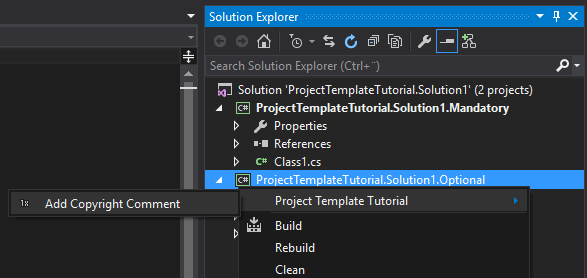 Solution Explorer
Search Solution Explorer (Ctrl+¨)
Solution 'ProjectTemplateTutorial.Solution1' (2 projects)
C# ProjectTemplateTutorial.Solution1.Mandatory
Properties
References
C# Class1.cs
C# ProjectTemplateTutorial.Solution1.Optional
1x Add Copyright Comment
Project Template Tutorial
Build
Rebuild
Clean